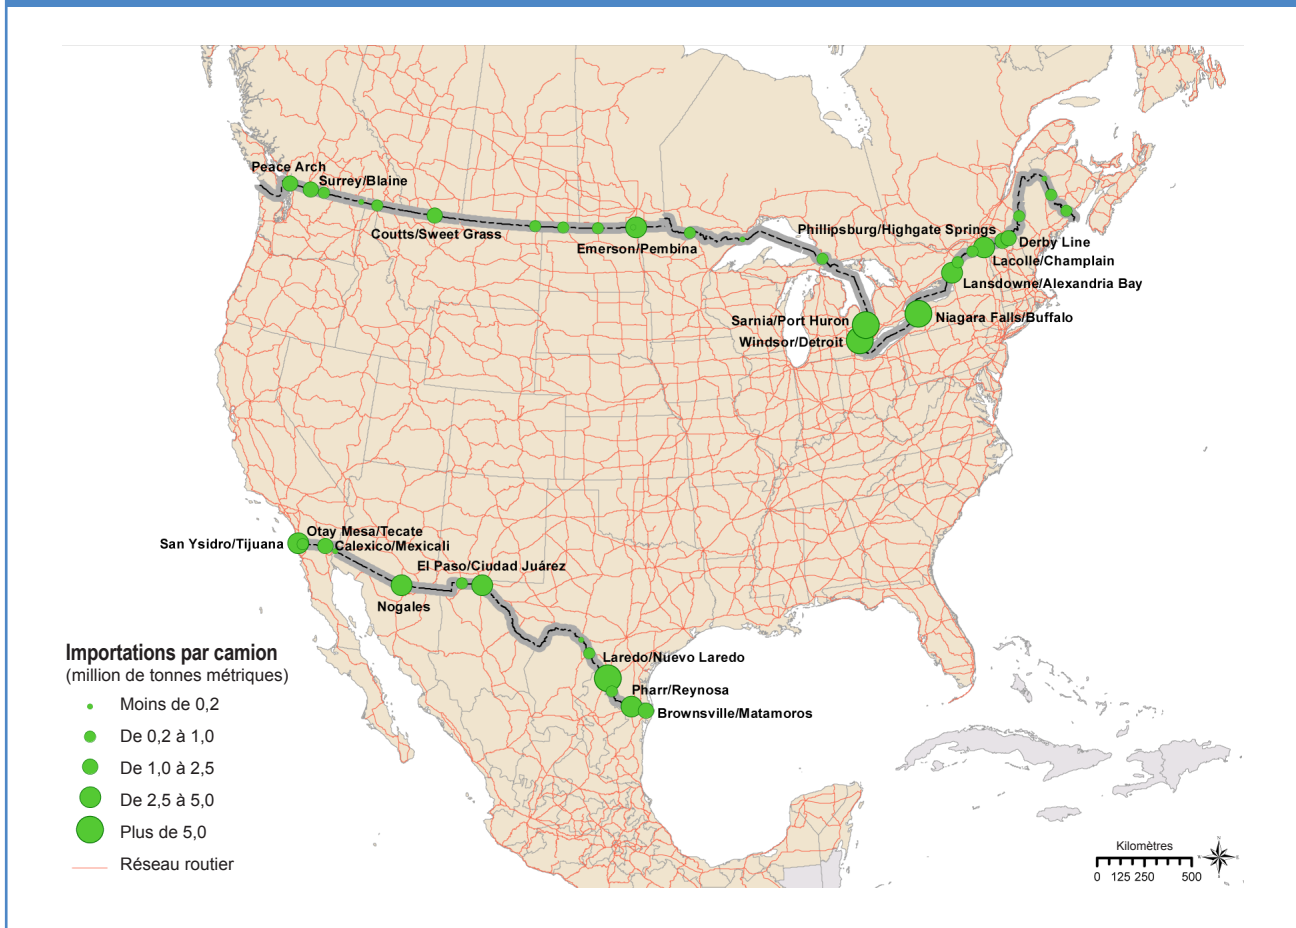 Peace Arch
Surrey/Blaine
Coutts/Sweet Grass
Emerson/Pembina
Phillipsburg/Highgate Springs
Derby Line
Lacolle/Champlain
Lansdowne/Alexandria Bay
Sarnia/Port Huron
Niagara Falls/Buffalo
Windsor/Detroit
Otay Mesa/Tecate
San Ysidro/Tijuana
Calexico/Mexicali
El Paso/Ciudad Juárez
Nogales
Laredo/Nuevo Laredo
Pharr/Reynosa
Brownsville/Matamoros
Importations par camion
(million de tonnes métriques)
Moins de 0,2
De 0,2 à 1,0
De 1,0 à 2,5
De 2,5 à 5,0
Plus de 5,0
Réseau routier
Kilomètres
0 125 250 500